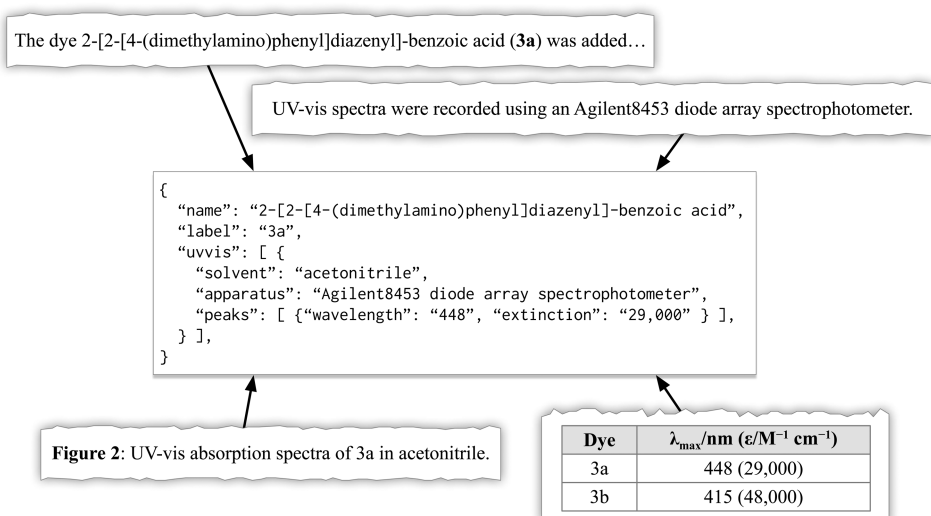 The dye 2-[2-[4-(dimethylamino)phenyl]diazenyl]-benzoic acid (3a) was added…
UV-vis spectra were recorded using an Agilent8453 diode array spectrophotometer.
{
“name”: “2-[2-[4-(dimethylamino)phenyl]diazenyl]-benzoic acid”,
“label”: “3a”,
“uvvis”: [ {
“solvent”: “acetonitrile”,
“apparatus”: “Agilent8453 diode array spectrophotometer”,
“peaks”: [ {“wavelength”: “448”, “extinction”: “29,000” } ],
} ],
}
Figure 2: UV-vis absorption spectra of 3a in acetonitrile.
Dye λmax/nm (ε/M⁻¹ cm⁻¹)
3a 448 (29,000)
3b 415 (48,000)